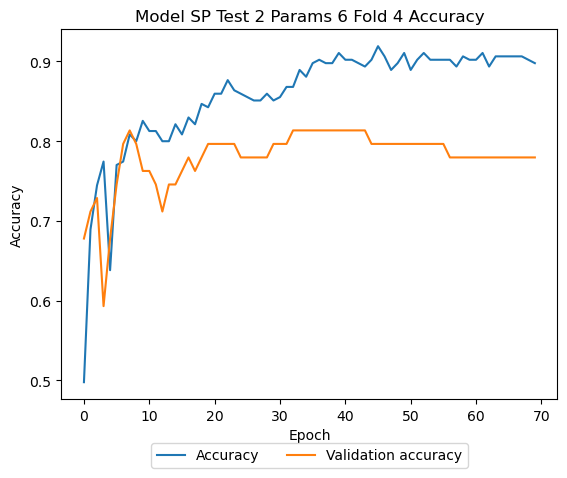 Model SP Test 2 Params 6 Fold 4 Accuracy
0.9
0.8
0.7
0.6
0.5
Accuracy
0 10 20 30 40 50 60 70
Epoch
Accuracy Validation accuracy